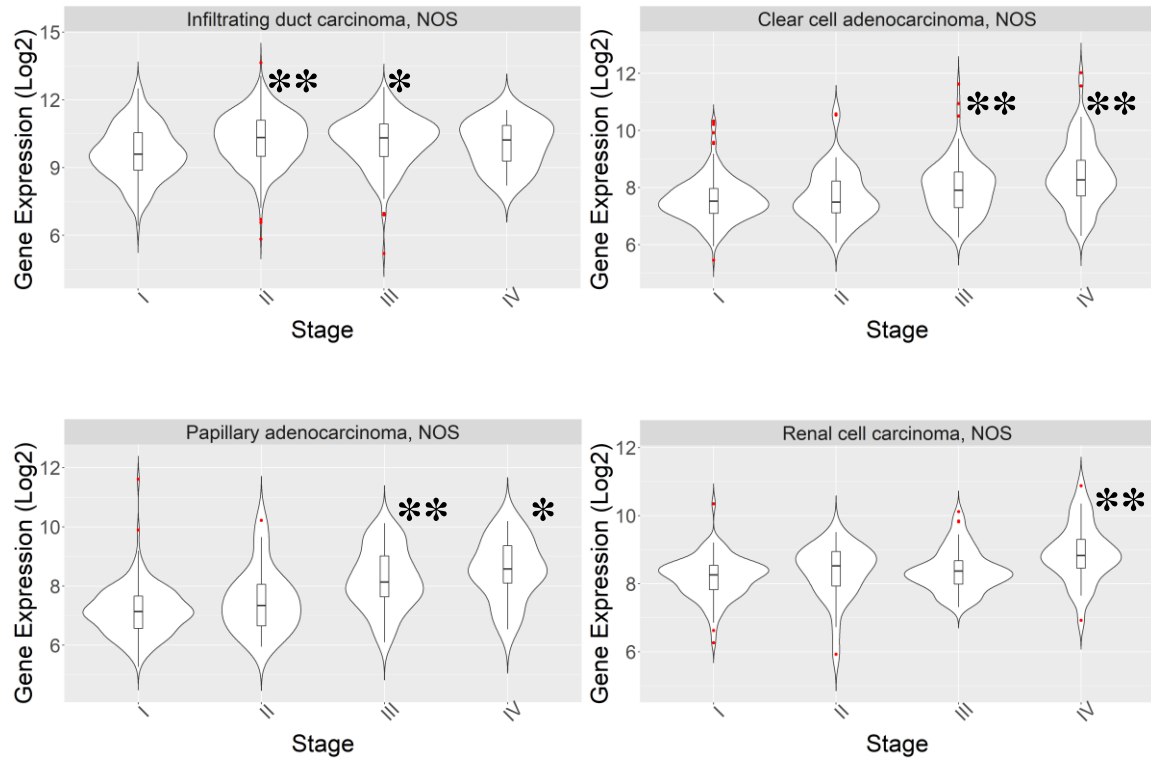 Infiltrating duct carcinoma, NOS
Gene Expression (Log2)
15
12
9
6
** *
I II III IV
Stage
Clear cell adenocarcinoma, NOS
Gene Expression (Log2)
12
10
8
6
** **
I II III IV
Stage
Papillary adenocarcinoma, NOS
Gene Expression (Log2)
12
10
8
6
** *
I II III IV
Stage
Renal cell carcinoma, NOS
Gene Expression (Log2)
12
10
8
6
**
I II III IV
Stage